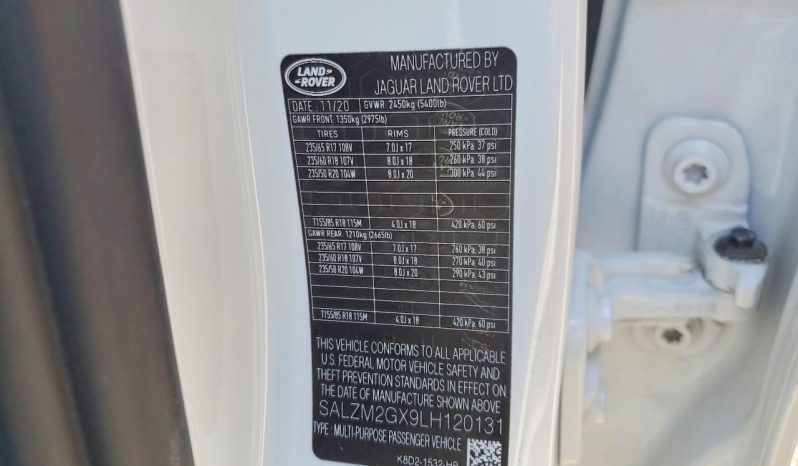 LAND ROVER
MANUFACTURED BY
JAGUAR LAND ROVER LTD
DATE: 11/20 GVWR: 2450kg (5400lb)
GAWR FRONT: 1350kg (2975lb)
TIRES RIMS PRESSURE (COLD)
235/65 R17 108V 7.0J x 17 250 kPa, 37 psi
235/60 R18 107V 8.0J x 18 260 kPa, 38 psi
235/50 R20 104W 8.0J x 20 300 kPa, 44 psi
T155/85 R18 115M 4.0J x 18 420 kPa, 60 psi
GAWR REAR: 1210kg (2665lb)
235/65 R17 108V 7.0J x 17 260 kPa, 38 psi
235/60 R18 107V 8.0J x 18 270 kPa, 40 psi
235/50 R20 104W 8.0J x 20 290 kPa, 43 psi
T155/85 R18 115M 4.0J x 18 420 kPa, 60 psi
THIS VEHICLE CONFORMS TO ALL APPLICABLE
U.S. FEDERAL MOTOR VEHICLE SAFETY AND
THEFT PREVENTION STANDARDS IN EFFECT ON
THE DATE OF MANUFACTURE SHOWN ABOVE
SALZM2GX9LH120131
TYPE: MULTI-PURPOSE PASSENGER VEHICLE
K8D2-1532-HP